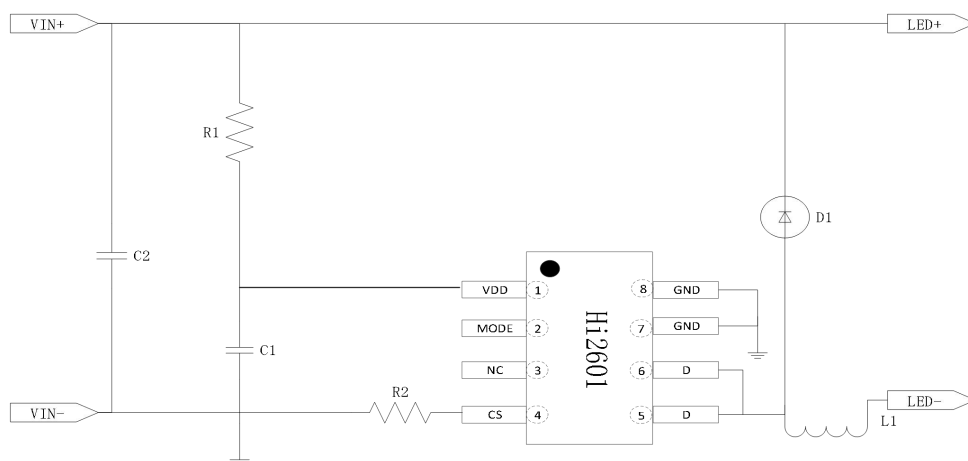 VIN+
LED+
R1
D1
C2
VDD
1
8
GND
MODE
2
7
GND
C1
NC
3
6
D
R2
VIN-
CS
4
5
D
LED-
L1
Hi2601